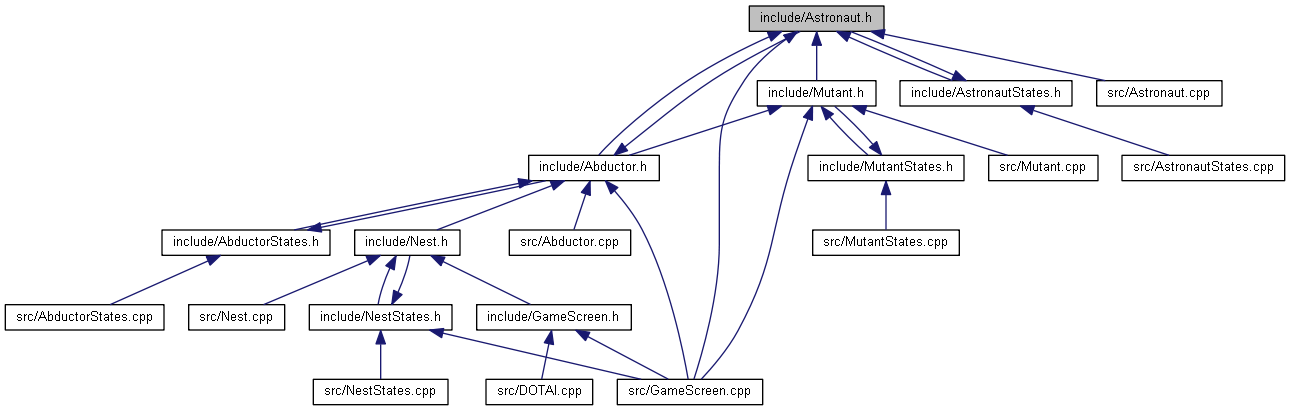 include/Astronaut.h
include/Mutant.h
include/AstronautStates.h
src/Astronaut.cpp
include/Abductor.h
include/MutantStates.h
src/Mutant.cpp
src/AstronautStates.cpp
include/AbductorStates.h
include/Nest.h
src/Abductor.cpp
src/MutantStates.cpp
src/AbductorStates.cpp
src/Nest.cpp
include/NestStates.h
include/GameScreen.h
src/NestStates.cpp
src/DOTAI.cpp
src/GameScreen.cpp